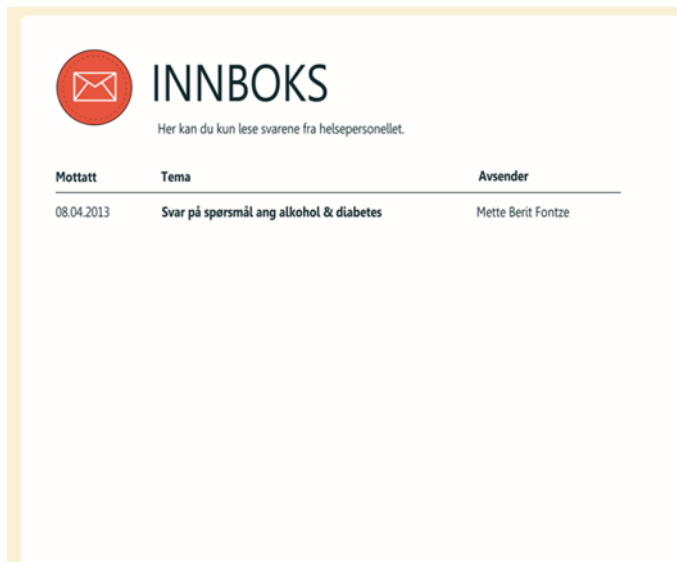 INNBOKS
Her kan du kun lese svarene fra helsepersonellet.
Mottatt Tema Avsender
08.04.2013 Svar på spørsmål ang alkohol & diabetes Mette Berit Fontze